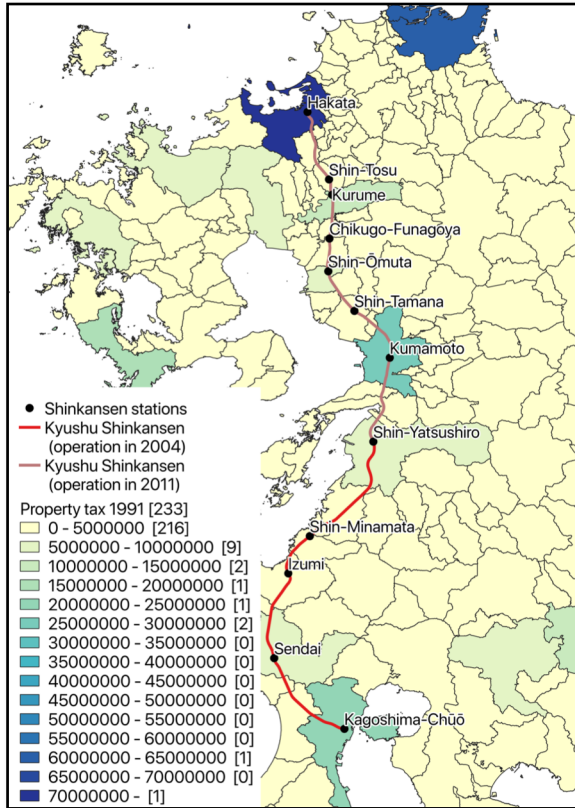 Hakata
Shin-Tosu
Kurume
Chikugo-Funagoya
Shin-Ōmuta
Shin-Tamana
Kumamoto
Shin-Yatsushiro
Shin-Minamata
Izumi
Sendai
Kagoshima-Chūō
Shinkansen stations
Kyushu Shinkansen
(operation in 2004)
Kyushu Shinkansen
(operation in 2011)
Property tax 1991 [233]
0 - 5000000 [216]
5000000 - 10000000 [9]
10000000 - 15000000 [2]
15000000 - 20000000 [1]
20000000 - 25000000 [1]
25000000 - 30000000 [2]
30000000 - 35000000 [0]
35000000 - 40000000 [0]
40000000 - 45000000 [0]
45000000 - 50000000 [0]
50000000 - 55000000 [0]
55000000 - 60000000 [0]
60000000 - 65000000 [1]
65000000 - 70000000 [0]
70000000 - [1]